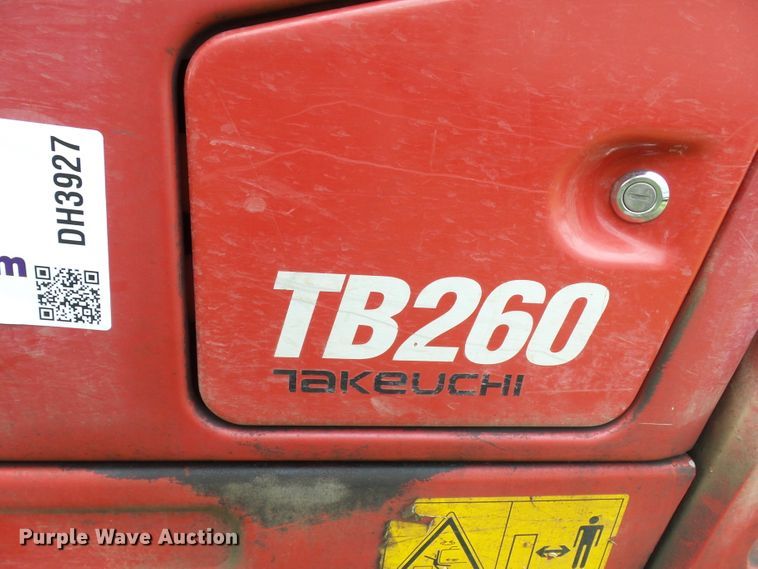 DH3927
m
TB260
TAKEUCHI
Purple Wave Auction